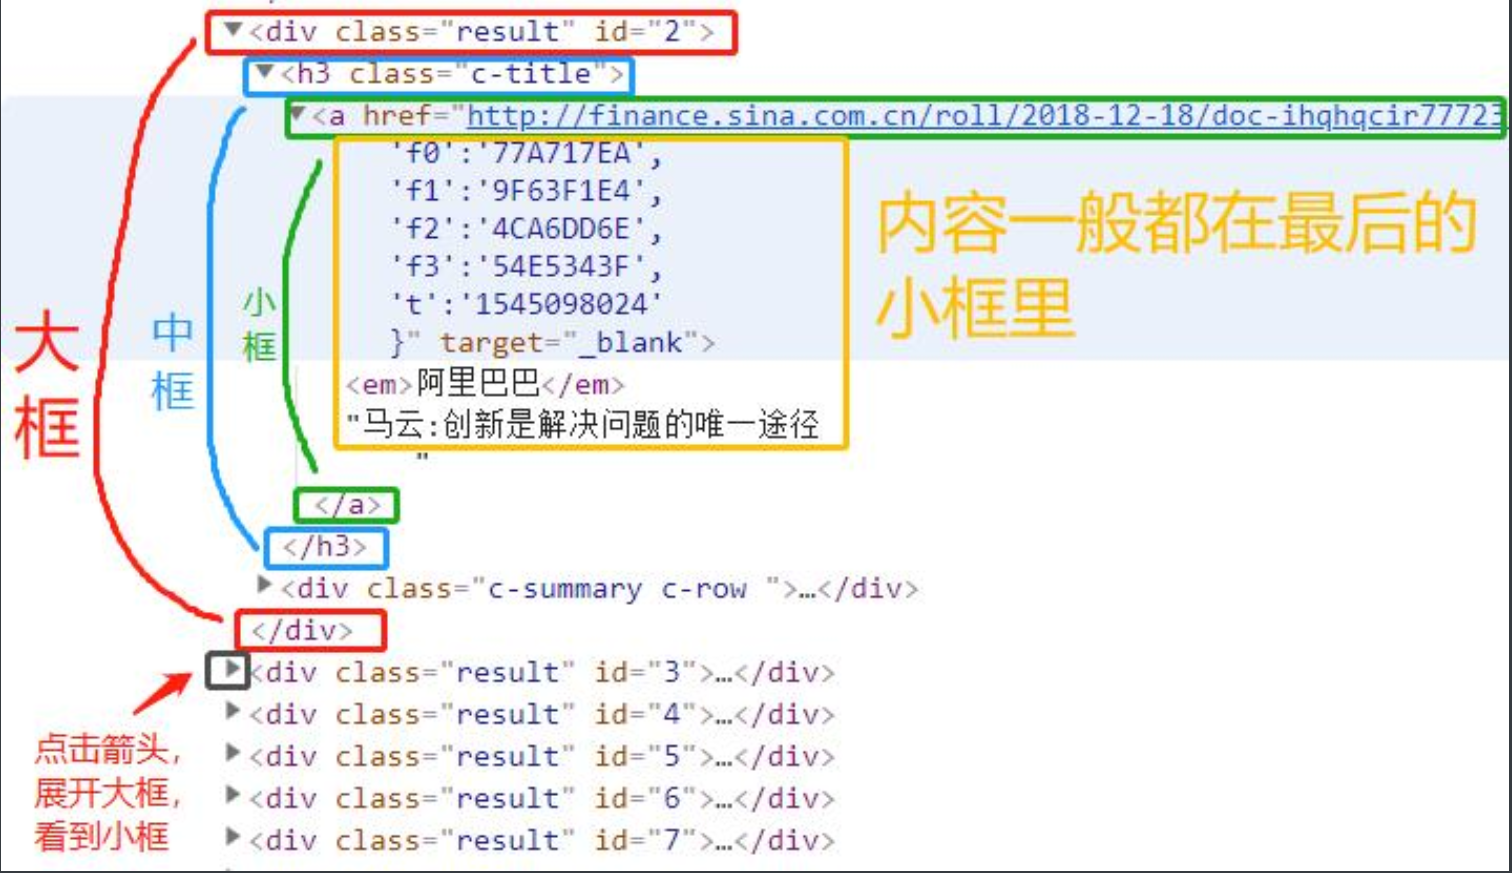 ▼<div class="result" id="2">
▼<h3 class="c-title">
▼<a href="http://finance.sina.com.cn/roll/2018-12-18/doc-ihqhqcir77723
'f0':'77A717EA',
'f1':'9F63F1E4',
'f2':'4CA6DD6E',
'f3':'54E5343F',
't':'1545098024'
}" target="_blank">
<em>阿里巴巴</em>
"马云:创新是解决问题的唯一途径
"
</a>
</h3>
▶<div class="c-summary c-row ">…</div>
</div>
▶<div class="result" id="3">…</div>
▶<div class="result" id="4">…</div>
▶<div class="result" id="5">…</div>
▶<div class="result" id="6">…</div>
▶<div class="result" id="7">…</div>
大框
中框
小框
内容一般都在最后的
小框里
点击箭头,
展开大框,
看到小框